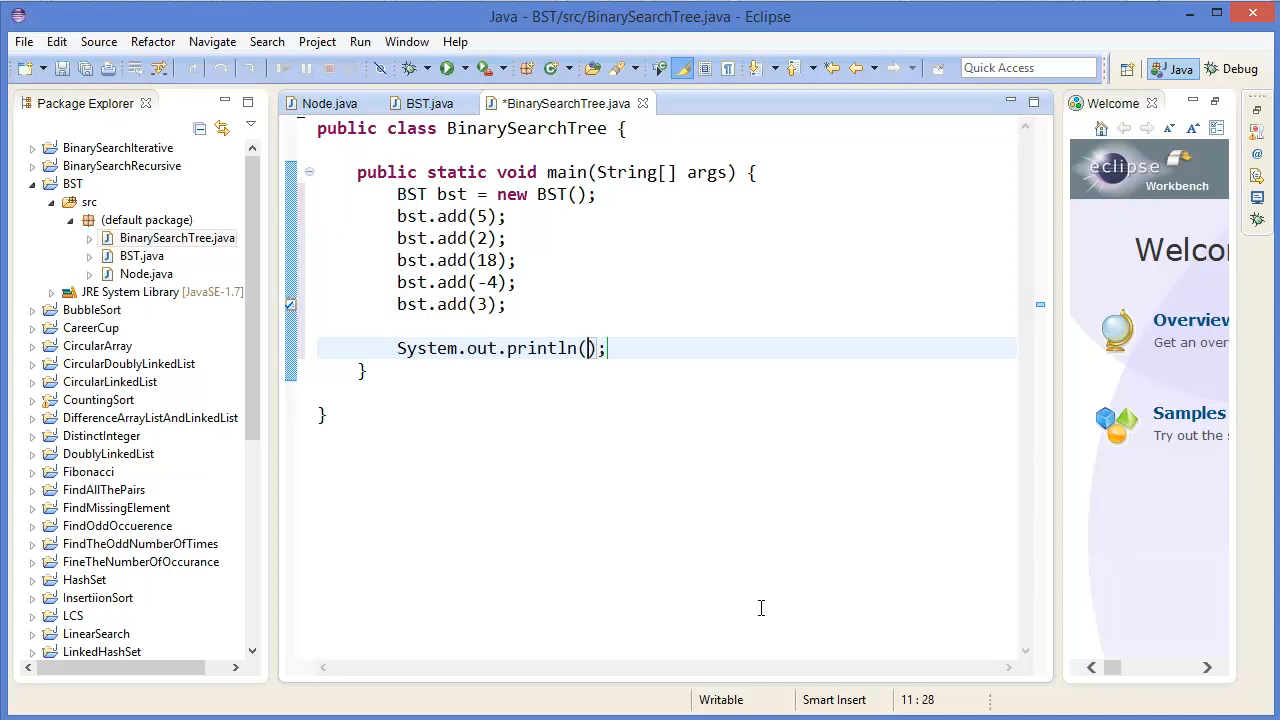 Java - BST/src/BinarySearchTree.java - Eclipse
File Edit Source Refactor Navigate Search Project Run Window Help
Quick Access
Java
Debug
Package Explorer
BinarySearchIterative
BinarySearchRecursive
BST
src
(default package)
BinarySearchTree.java
BST.java
Node.java
JRE System Library [JavaSE-1.7]
BubbleSort
CareerCup
CircularArray
CircularDoublyLinkedList
CircularLinkedList
CountingSort
DifferenceArrayListAndLinkedList
DistinctInteger
DoublyLinkedList
Fibonacci
FindAllThePairs
FindMissingElement
FindOddOccuerence
FindTheOddNumberOfTimes
FineTheNumberOfOccurance
HashSet
InsertiionSort
LCS
LinearSearch
LinkedHashSet
Node.java
BST.java
*BinarySearchTree.java
public class BinarySearchTree {
public static void main(String[] args) {
BST bst = new BST();
bst.add(5);
bst.add(2);
bst.add(18);
bst.add(-4);
bst.add(3);
System.out.println();
}
}
Welcome
eclipse
Workbench
Welco
Overview
Get an over
Samples
Try out the s
Writable
Smart Insert
11 : 28